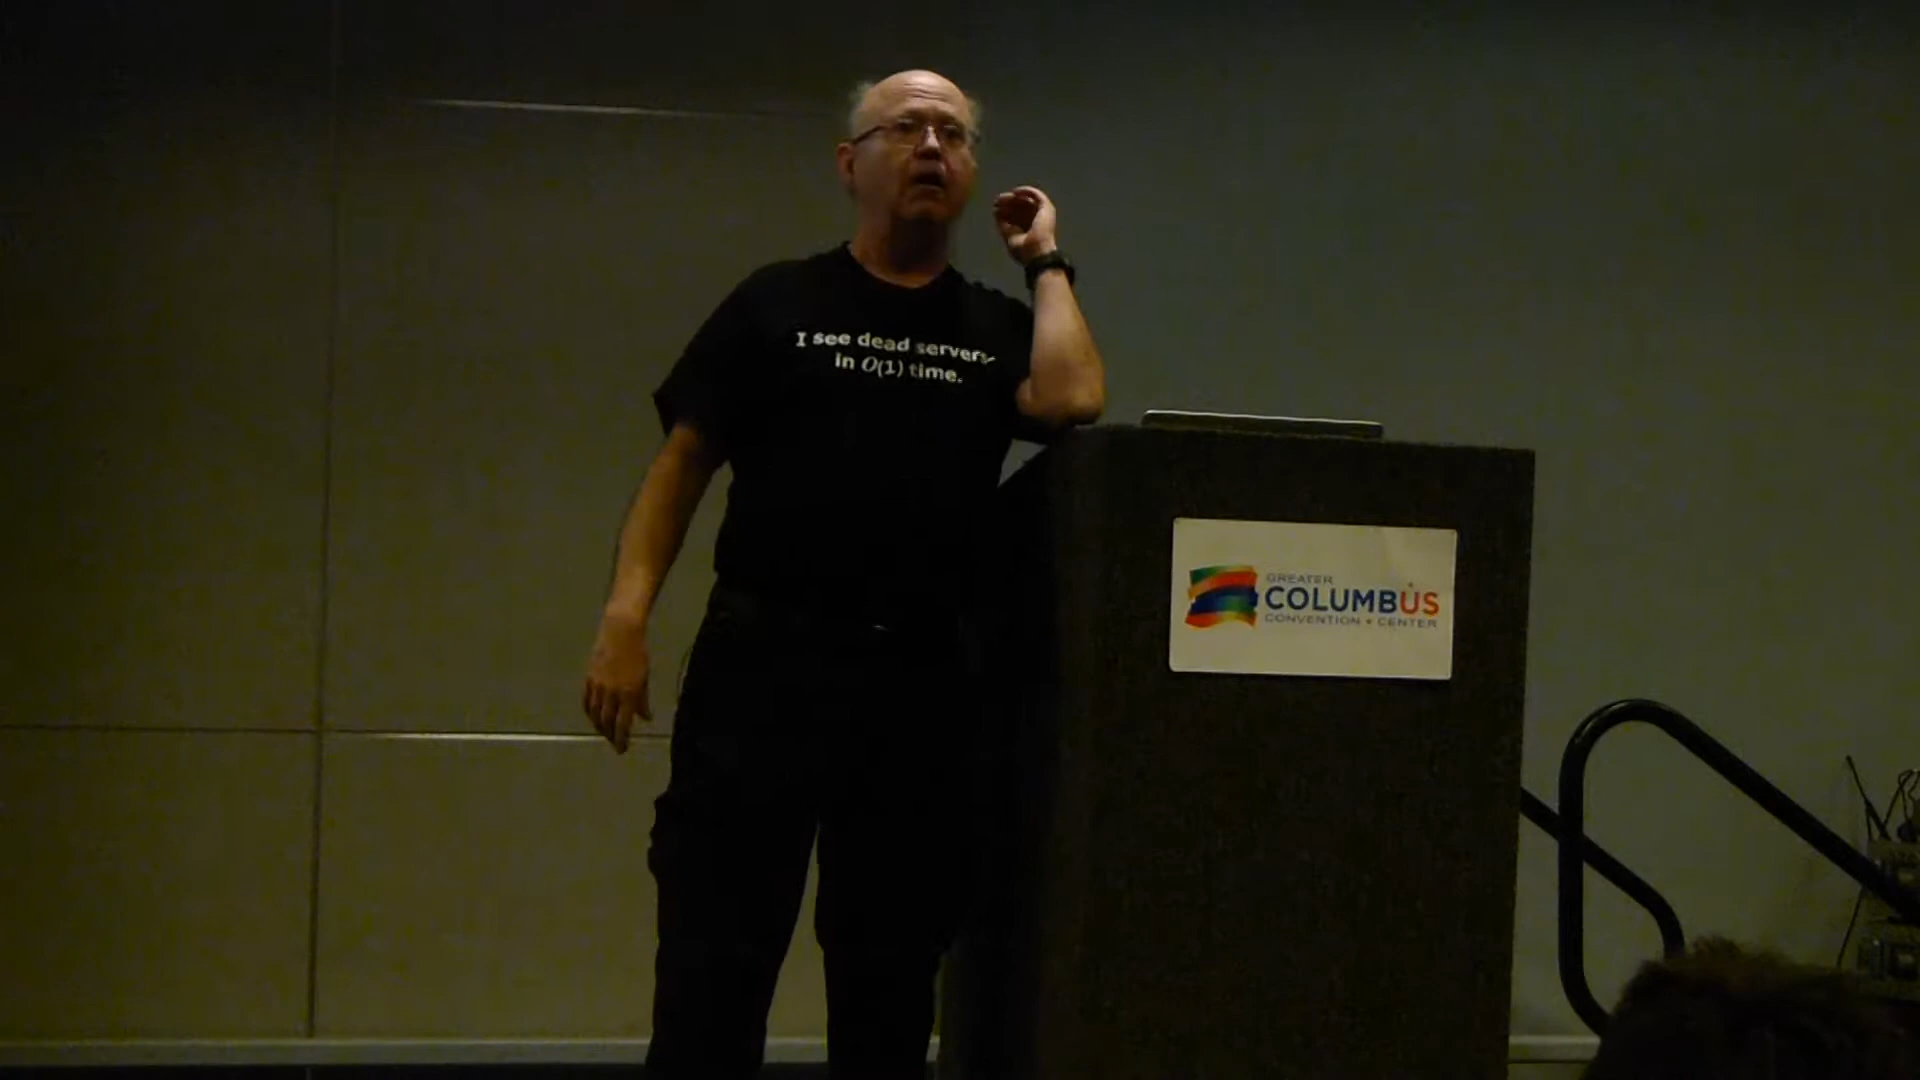 I see dead servers
in O(1) time.
GREATER
COLUMBUS
CONVENTION • CENTER